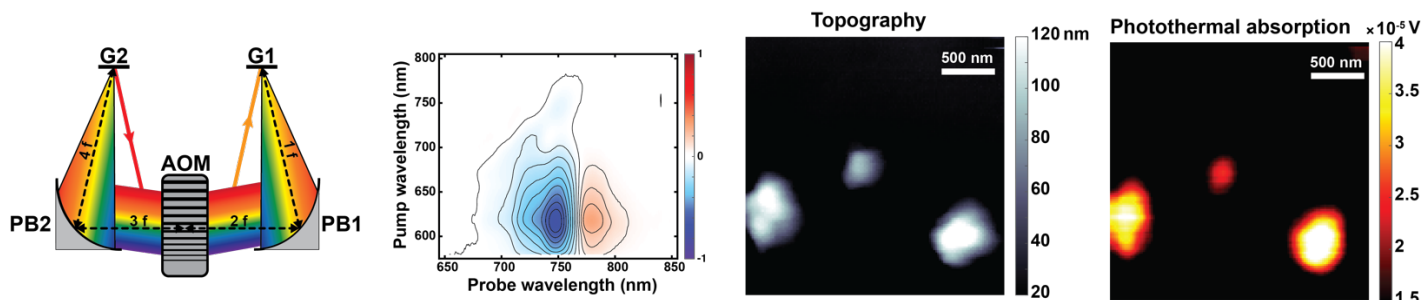 G2
G1
4 f
1 f
AOM
PB2
3 f
2 f
PB1
Pump wavelength (nm)
800
750
700
650
600
650
700
750
800
850
Probe wavelength (nm)
1
0
-1
Topography
500 nm
120 nm
100
80
60
40
20
Photothermal absorption
500 nm
×10⁻⁵ V
4
3.5
3
2.5
2
1.5